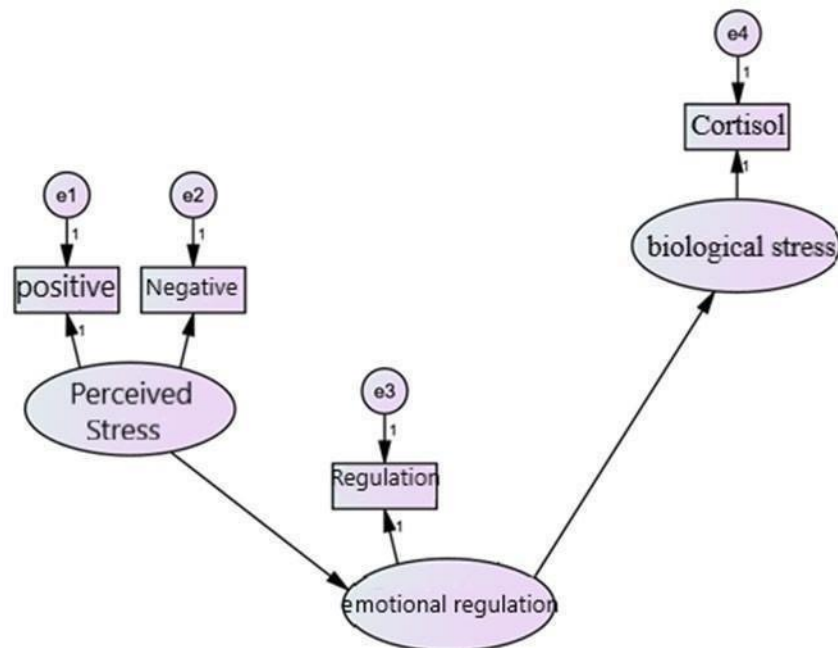 e4
1
Cortisol
1
biological stress
e1
e2
1
1
positive
Negative
1
Perceived
Stress
e3
1
Regulation
1
emotional regulation